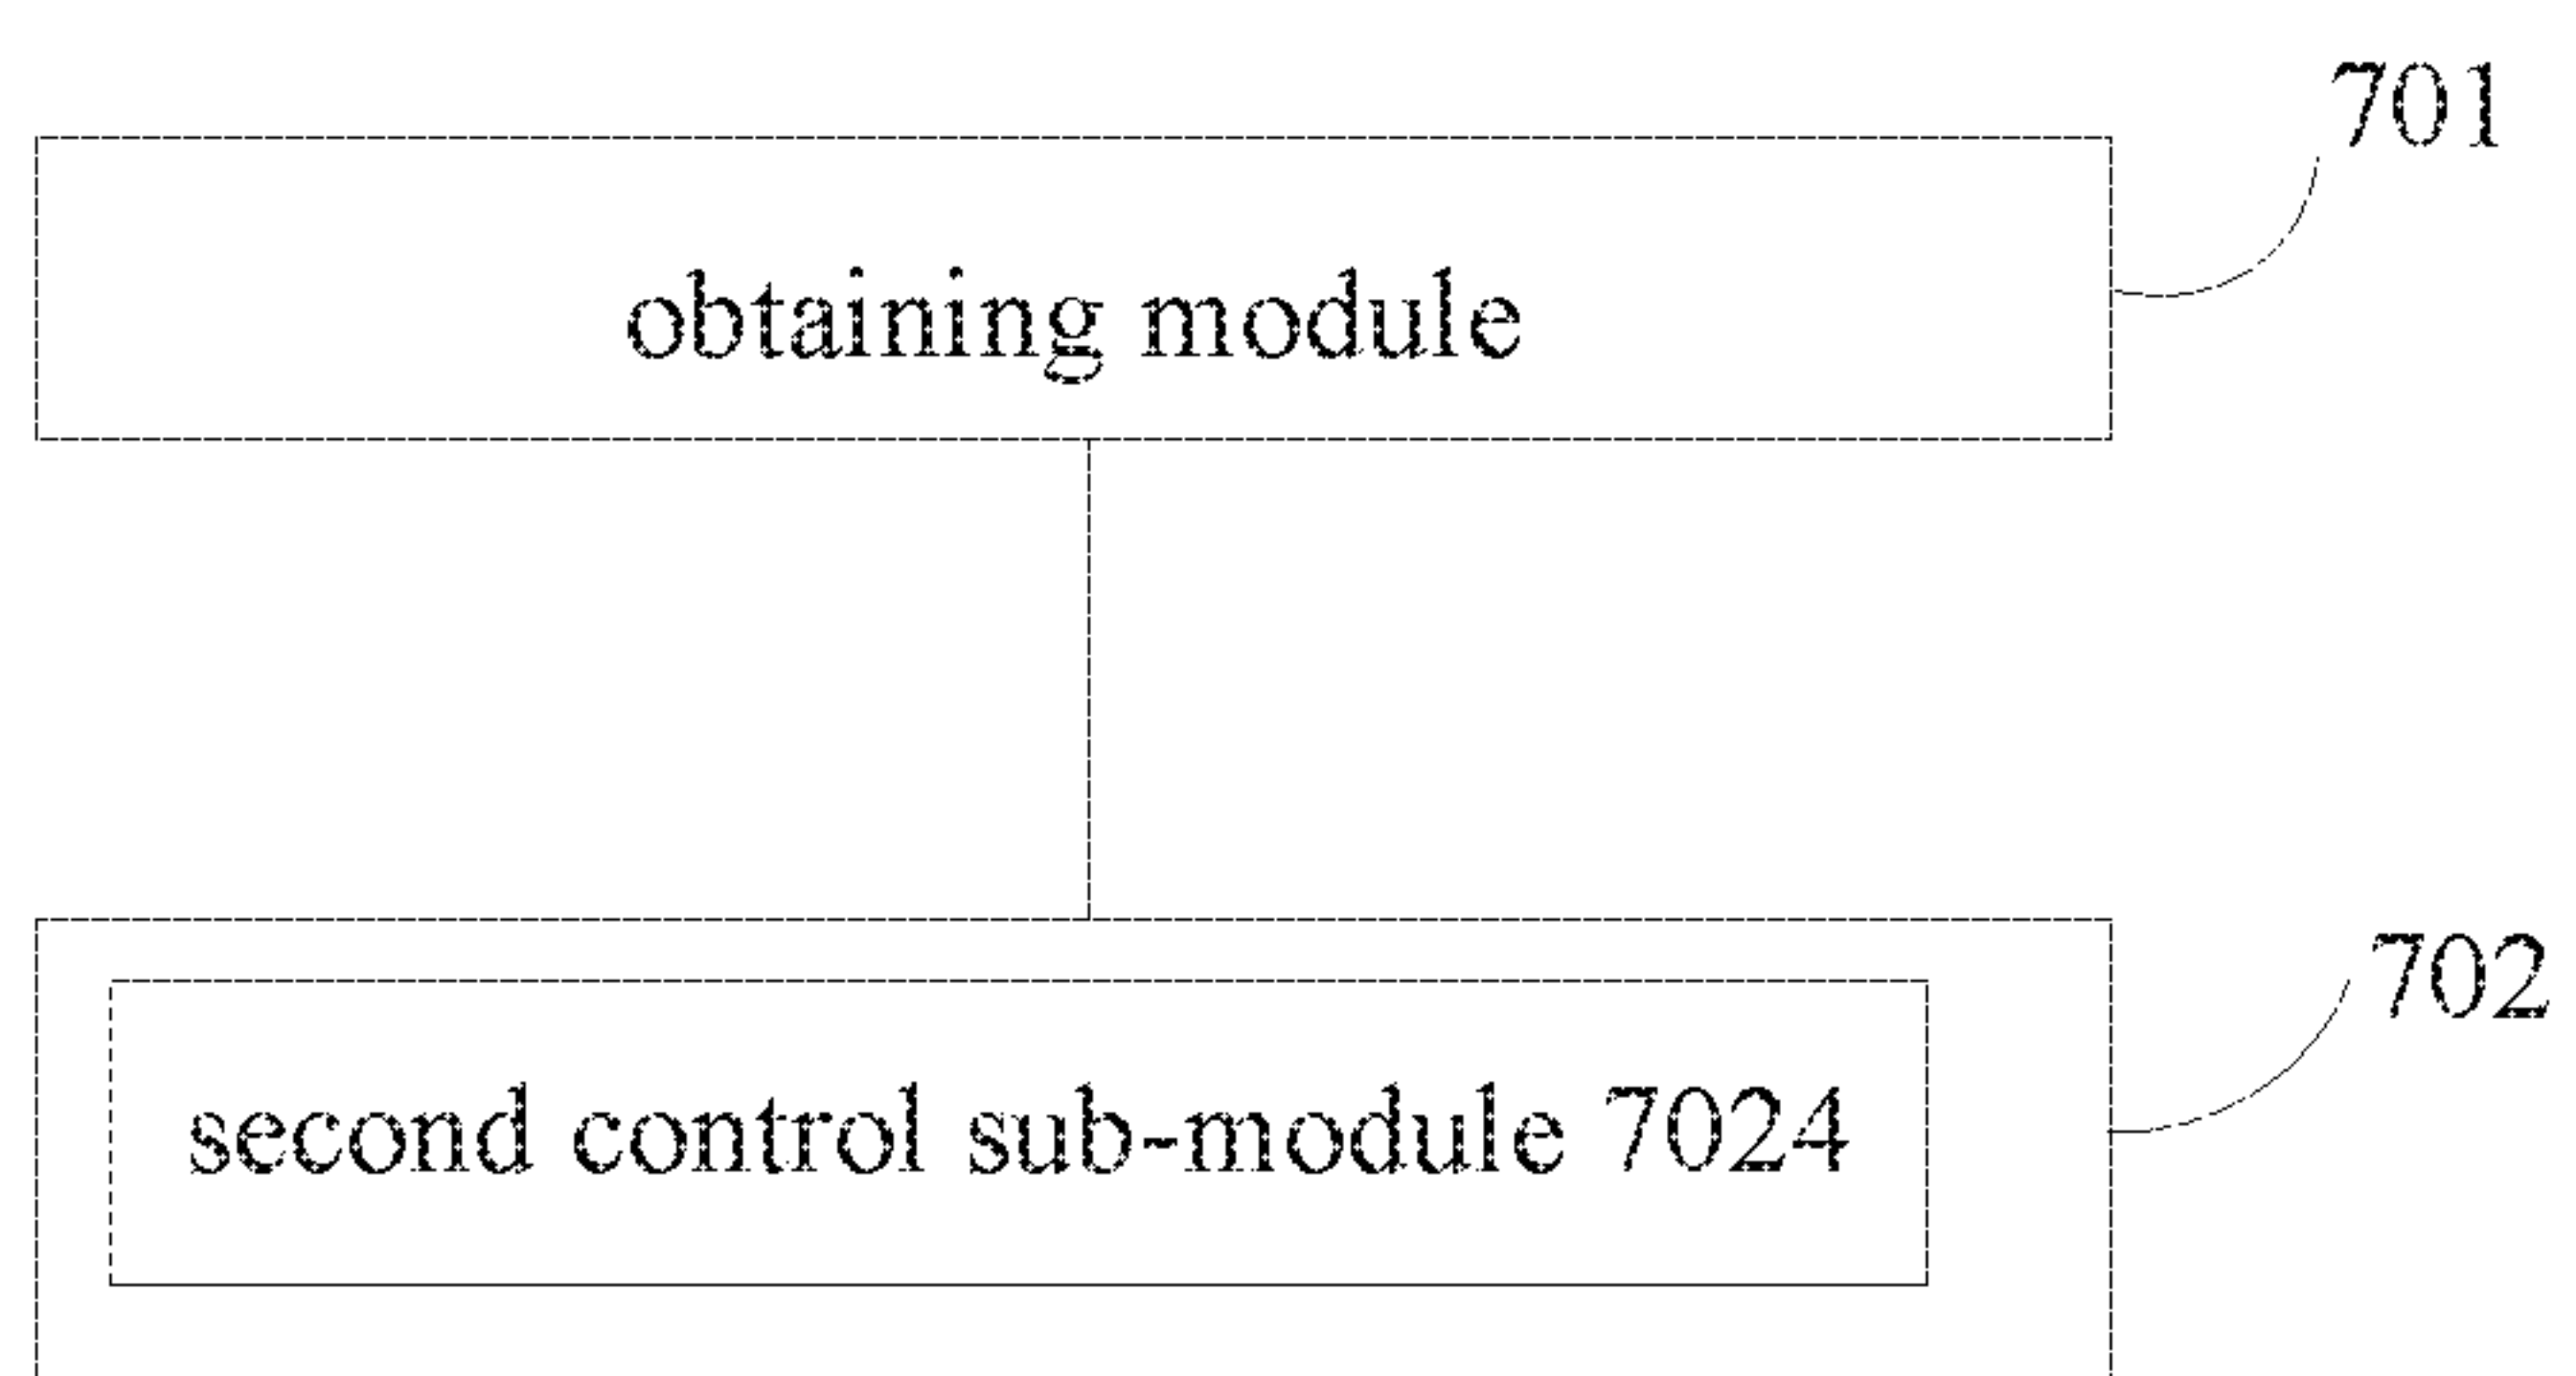 701
obtaining module
702
second control sub-module 7024